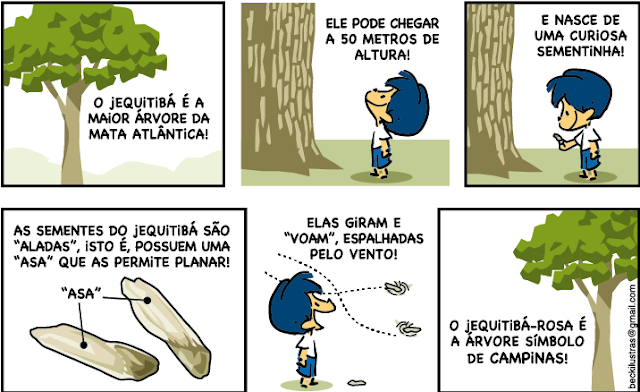 O JEQUITIBÁ É A
MAIOR ÁRVORE DA
MATA ATLÂNTICA!
ELE PODE CHEGAR
A 50 METROS DE
ALTURA!
E NASCE DE
UMA CURIOSA
SEMENTINHA!
AS SEMENTES DO JEQUITIBÁ SÃO
"ALADAS", ISTO É, POSSUEM UMA
"ASA" QUE AS PERMITE PLANAR!
"ASA"
ELAS GIRAM E
"VOAM", ESPALHADAS
PELO VENTO!
O JEQUITIBÁ-ROSA É
A ÁRVORE SÍMBOLO
DE CAMPINAS!
beckilustras@gmail.com